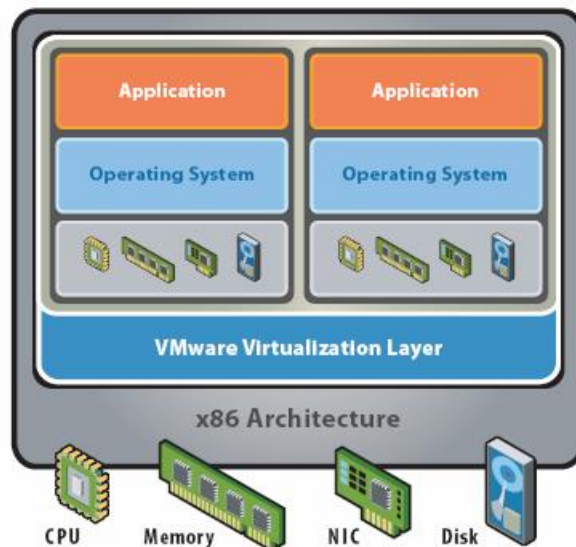 Application Application
Operating System Operating System
VMware Virtualization Layer
x86 Architecture
CPU Memory NIC Disk